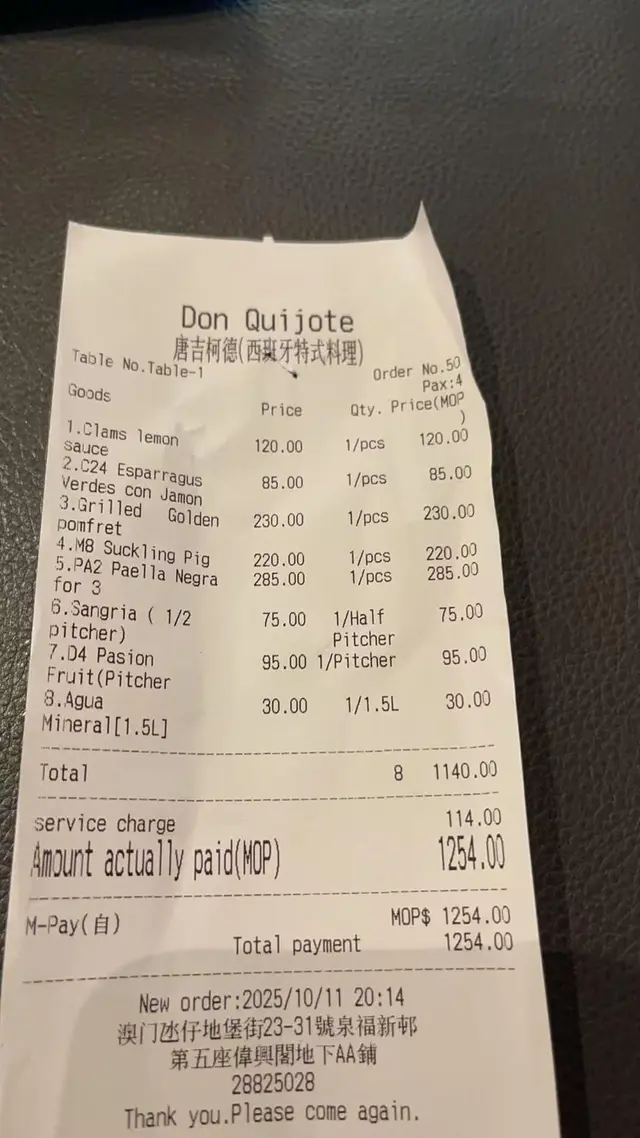 Don Quijote
唐吉柯德(西班牙特式料理)
Table No.Table-1 Order No.50
Pax:4
Goods Price Qty. Price(MOP
)
1.Clams lemon
sauce 120.00 1/pcs 120.00
2.C24 Esparragus
Verdes con Jamon 85.00 1/pcs 85.00
3.Grilled Golden
pomfret 230.00 1/pcs 230.00
4.M8 Suckling Pig 220.00 1/pcs 220.00
5.PA2 Paella Negra 285.00 1/pcs 285.00
for 3
6.Sangria ( 1/2 75.00 1/Half 75.00
pitcher) Pitcher
7.D4 Pasion 95.00 1/Pitcher 95.00
Fruit(Pitcher
8.Agua 30.00 1/1.5L 30.00
Mineral[1.5L]
Total 8 1140.00
service charge 114.00
Amount actually paid(MOP) 1254.00
M-Pay(自) MOP$ 1254.00
Total payment 1254.00
New order:2025/10/11 20:14
澳门氹仔地堡街23-31號泉福新邨
第五座偉興閣地下AA鋪
28825028
Thank you.Please come again.